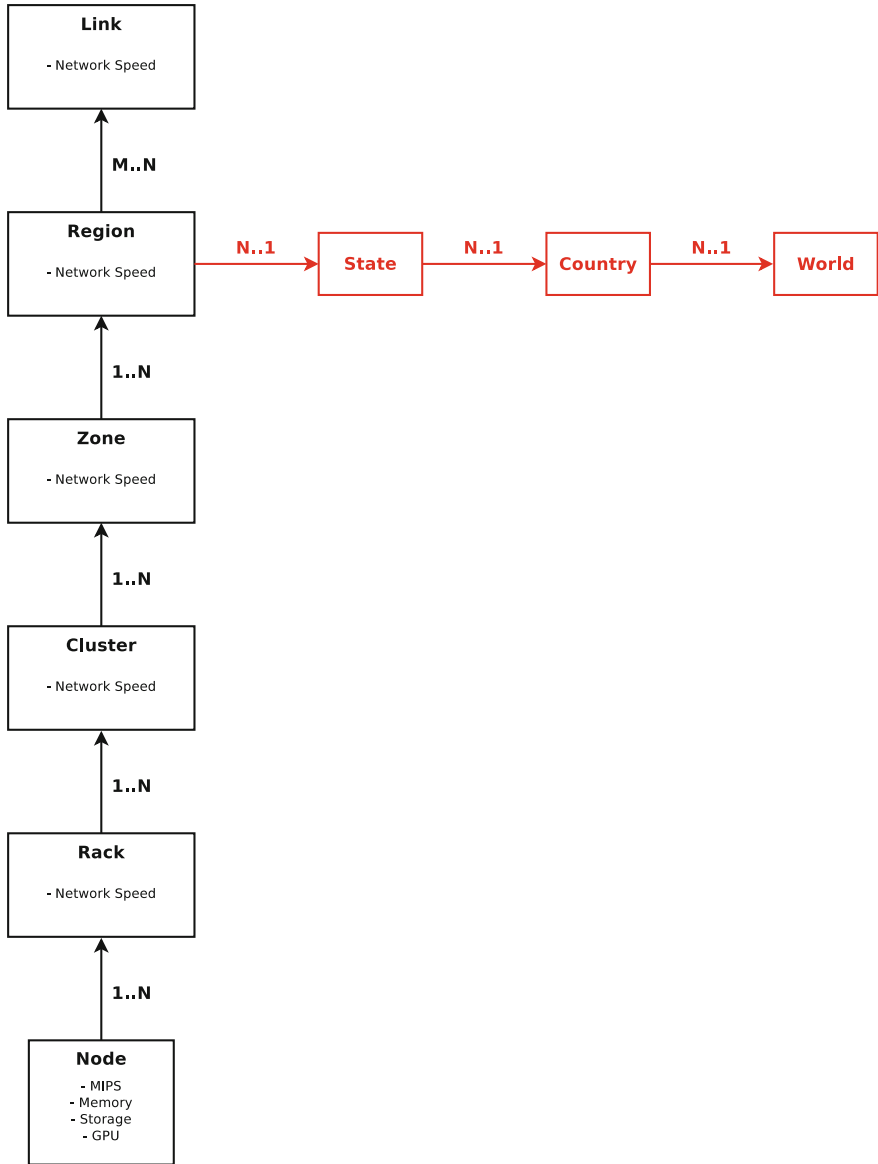 Link
- Network Speed
M..N
Region
- Network Speed
N..1
State
N..1
Country
N..1
World
1..N
Zone
- Network Speed
1..N
Cluster
- Network Speed
1..N
Rack
- Network Speed
1..N
Node
- MIPS
- Memory
- Storage
- GPU